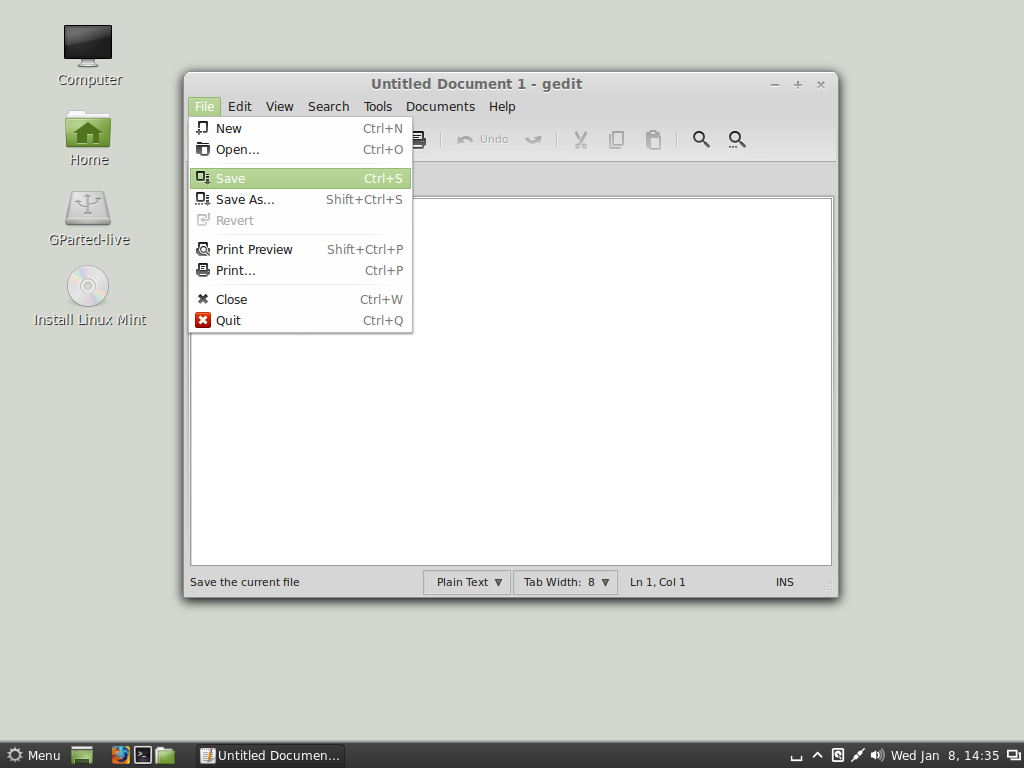 Computer
Home
GParted-live
Install Linux Mint
Untitled Document 1 - gedit
File Edit View Search Tools Documents Help
Undo
New Ctrl+N
Open... Ctrl+O
Save Ctrl+S
Save As... Shift+Ctrl+S
Revert
Print Preview Shift+Ctrl+P
Print... Ctrl+P
Close Ctrl+W
Quit Ctrl+Q
Save the current file Plain Text Tab Width: 8 Ln 1, Col 1 INS
Menu Untitled Documen... Wed Jan 8, 14:35